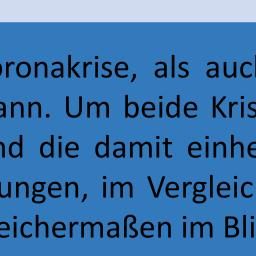 oronakrise, als auch
ann. Um beide Kris
nd die damit einhe
ungen, im Vergleic
eichermaßen im Bli